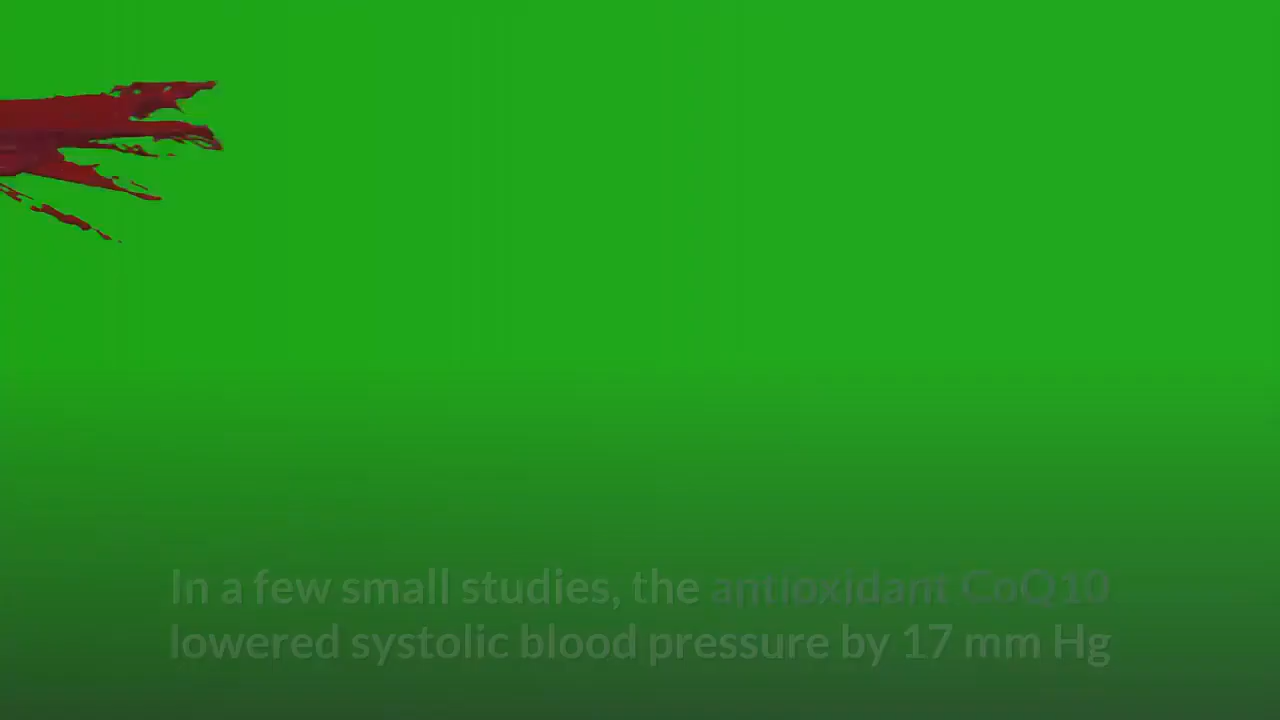 In a few small studies, the antioxidant CoQ10
lowered systolic blood pressure by 17 mm Hg